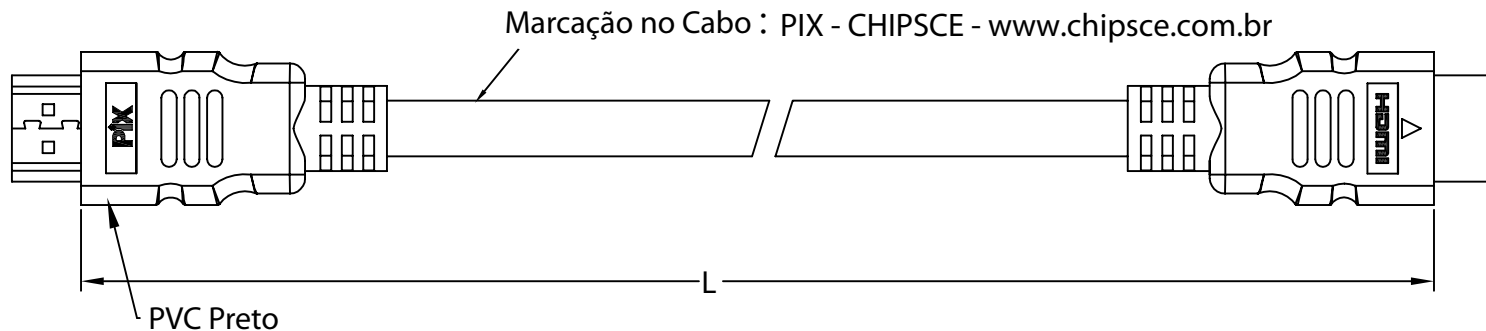 Marcação no Cabo : PIX - CHIPSCE - www.chipsce.com.br
PIX
HDMI
L
PVC Preto